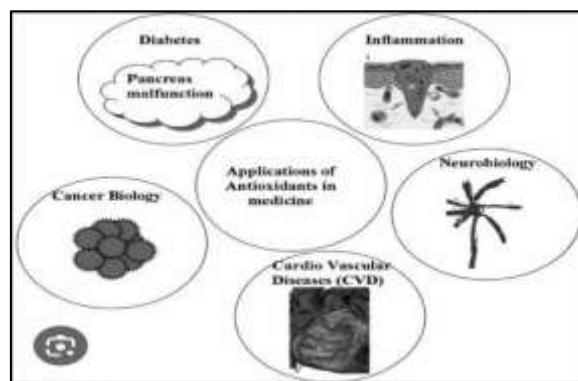 Diabetes
Pancreas
malfunction
Inflammation
Applications of
Antioxidants in
medicine
Neurobiology
Cancer Biology
Cardio Vascular
Diseases (CVD)